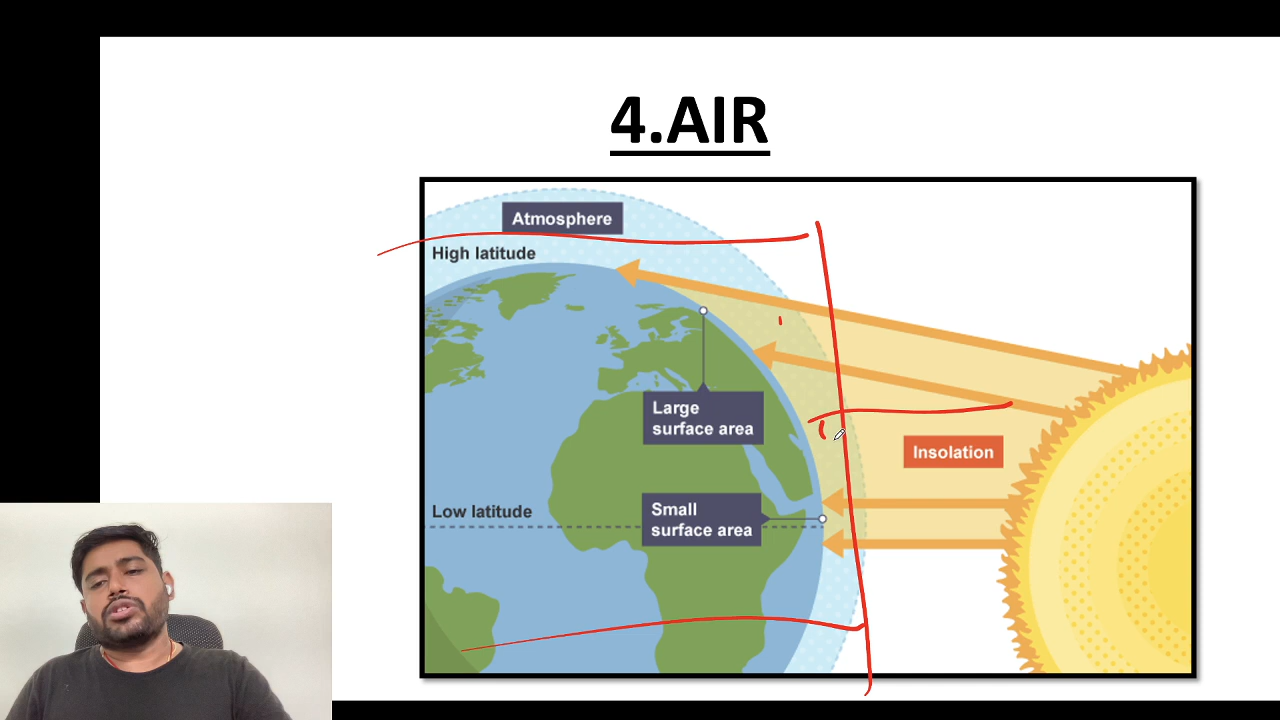 4.AIR
Atmosphere
High latitude
Large
surface area
Insolation
Low latitude
Small
surface area